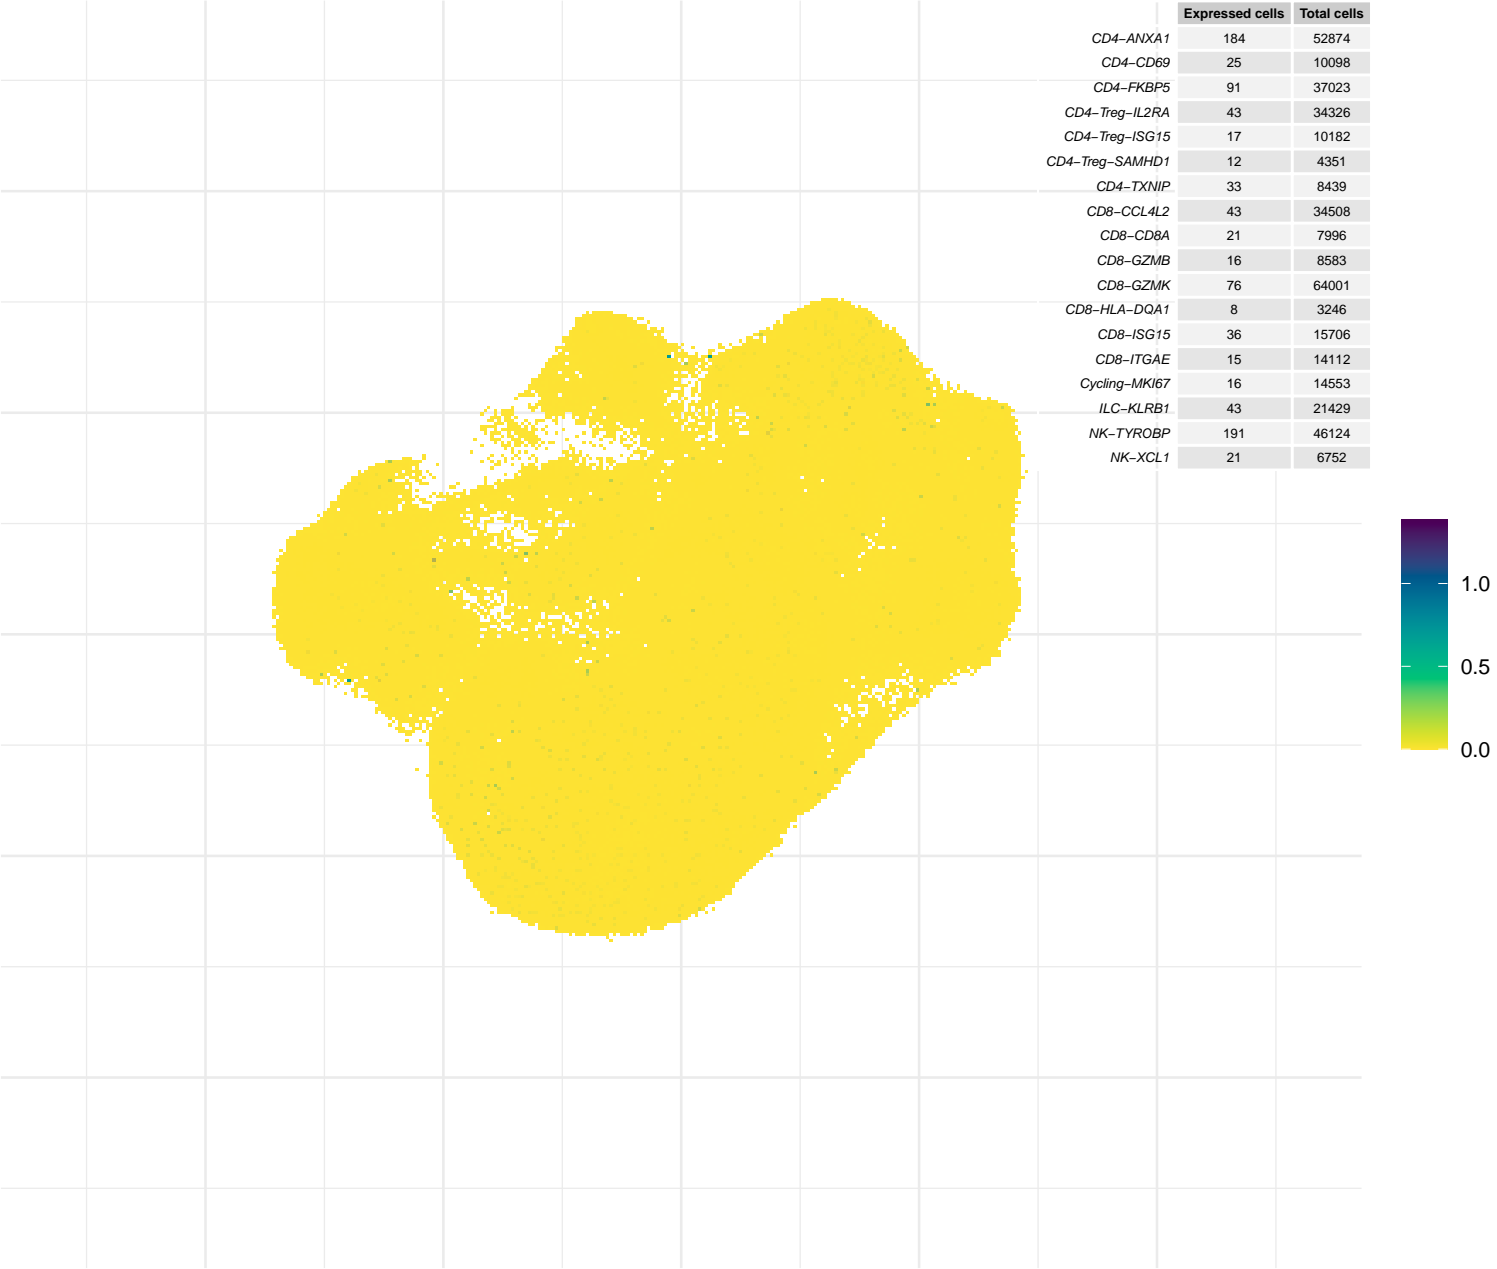 Expressed cells Total cells
CD4−ANXA1 184 52874
CD4−CD69 25 10098
CD4−FKBP5 91 37023
CD4−Treg−IL2RA 43 34326
CD4−Treg−ISG15 17 10182
CD4−Treg−SAMHD1 12 4351
CD4−TXNIP 33 8439
CD8−CCL4L2 43 34508
CD8−CD8A 21 7996
CD8−GZMB 16 8583
CD8−GZMK 76 64001
CD8−HLA−DQA1 8 3246
CD8−ISG15 36 15706
CD8−ITGAE 15 14112
Cycling−MKI67 16 14553
ILC−KLRB1 43 21429
NK−TYROBP 191 46124
NK−XCL1 21 6752
1.0
0.5
0.0